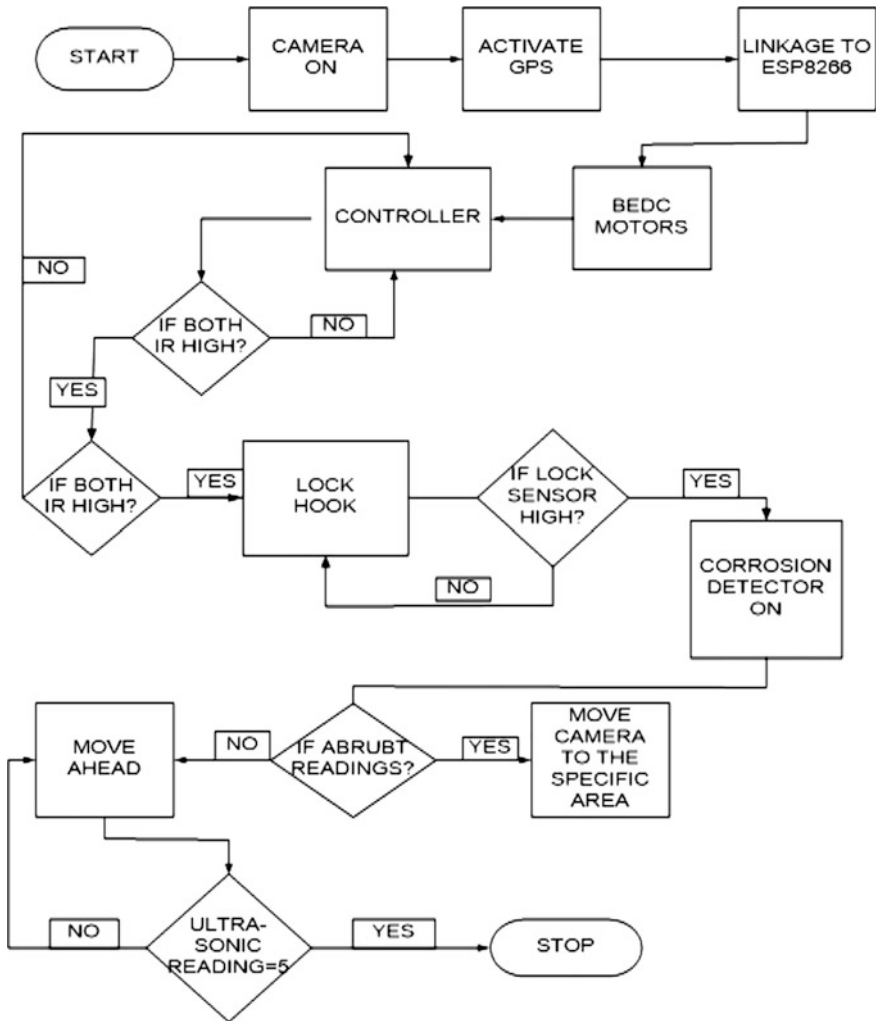 START
CAMERA
ON
ACTIVATE
GPS
LINKAGE TO
ESP8266
CONTROLLER
BEDC
MOTORS
NO
IF BOTH
IR HIGH?
NO
YES
IF BOTH
IR HIGH?
YES
LOCK
HOOK
IF LOCK
SENSOR
HIGH?
YES
NO
CORROSION
DETECTOR
ON
MOVE
AHEAD
NO
IF ABRUBT
READINGS?
YES
MOVE
CAMERA
TO THE
SPECIFIC
AREA
NO
ULTRA-
SONIC
READING=5
YES
STOP